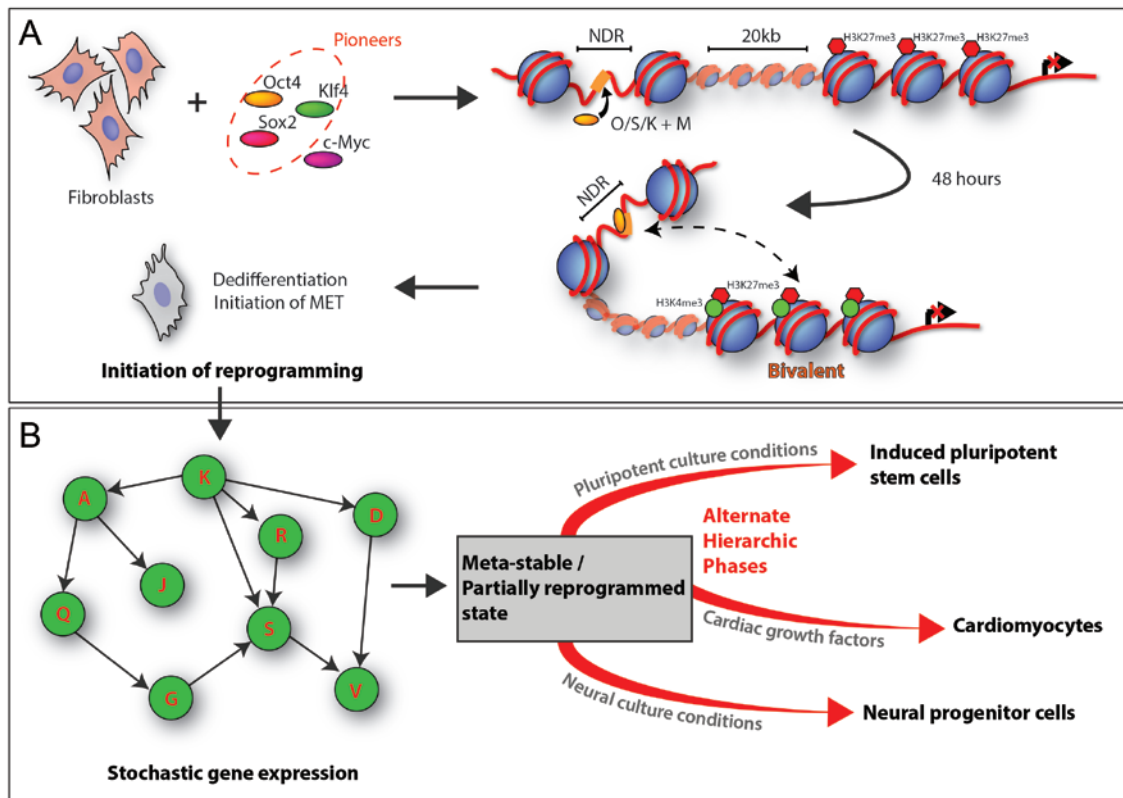 A
Pioneers
Oct4
Klf4
Sox2
c-Myc
Fibroblasts
NDR
20kb
H3K27me3
H3K27me3
H3K27me3
O/S/K + M
48 hours
NDR
H3K27me3
H3K4me3
Bivalent
Dedifferentiation
Initiation of MET
Initiation of reprogramming
B
K
A
D
R
J
Q
S
G
V
Stochastic gene expression
Meta-stable /
Partially reprogrammed
state
Pluripotent culture conditions
Induced pluripotent
stem cells
Alternate
Hierarchic
Phases
Cardiac growth factors
Cardiomyocytes
Neural culture conditions
Neural progenitor cells